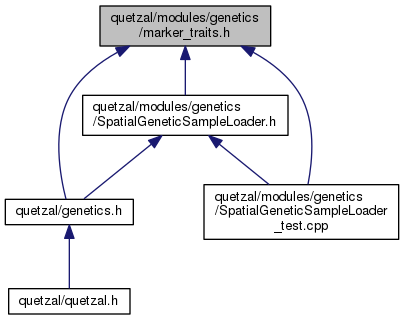 quetzal/modules/genetics
/marker_traits.h
quetzal/modules/genetics
/SpatialGeneticSampleLoader.h
quetzal/genetics.h
quetzal/modules/genetics
/SpatialGeneticSampleLoader
_test.cpp
quetzal/quetzal.h